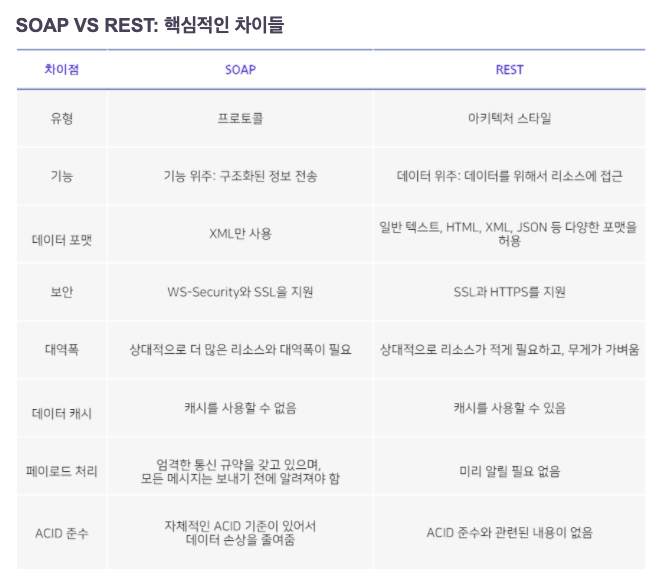 SOAP VS REST: 핵심적인 차이들
차이점 SOAP REST
유형 프로토콜 아키텍처 스타일
기능 기능 위주: 구조화된 정보 전송 데이터 위주: 데이터를 위해서 리소스에 접근
데이터 포맷 XML만 사용 일반 텍스트, HTML, XML, JSON 등 다양한 포맷을
허용
보안 WS-Security와 SSL을 지원 SSL과 HTTPS를 지원
대역폭 상대적으로 더 많은 리소스와 대역폭이 필요 상대적으로 리소스가 적게 필요하고, 무게가 가벼움
데이터 캐시 캐시를 사용할 수 없음 캐시를 사용할 수 있음
페이로드 처리 엄격한 통신 규약을 갖고 있으며,
모든 메시지는 보내기 전에 알려져야 함 미리 알릴 필요 없음
ACID 준수 자체적인 ACID 기준이 있어서
데이터 손상을 줄여줌 ACID 준수와 관련된 내용이 없음